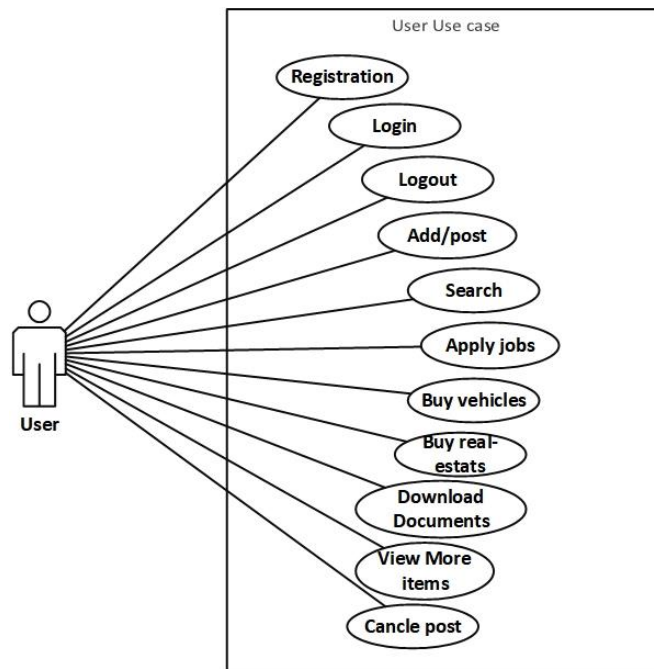 User Use case
Registration
Login
Logout
Add/post
Search
Apply jobs
Buy vehicles
User
Buy real-
estats
Download
Documents
View More
items
Cancle post